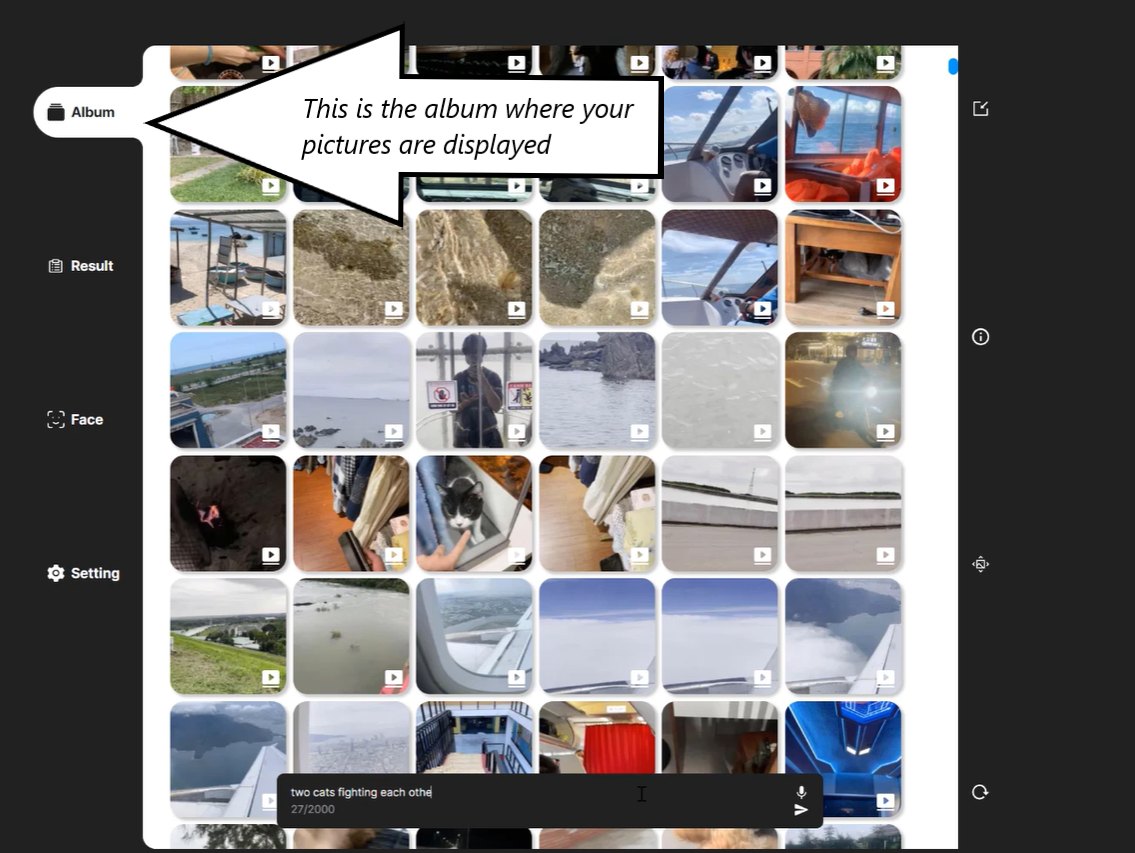 Album
This is the album where your
pictures are displayed
Result
Face
Setting
two cats fighting each othe
27/2000